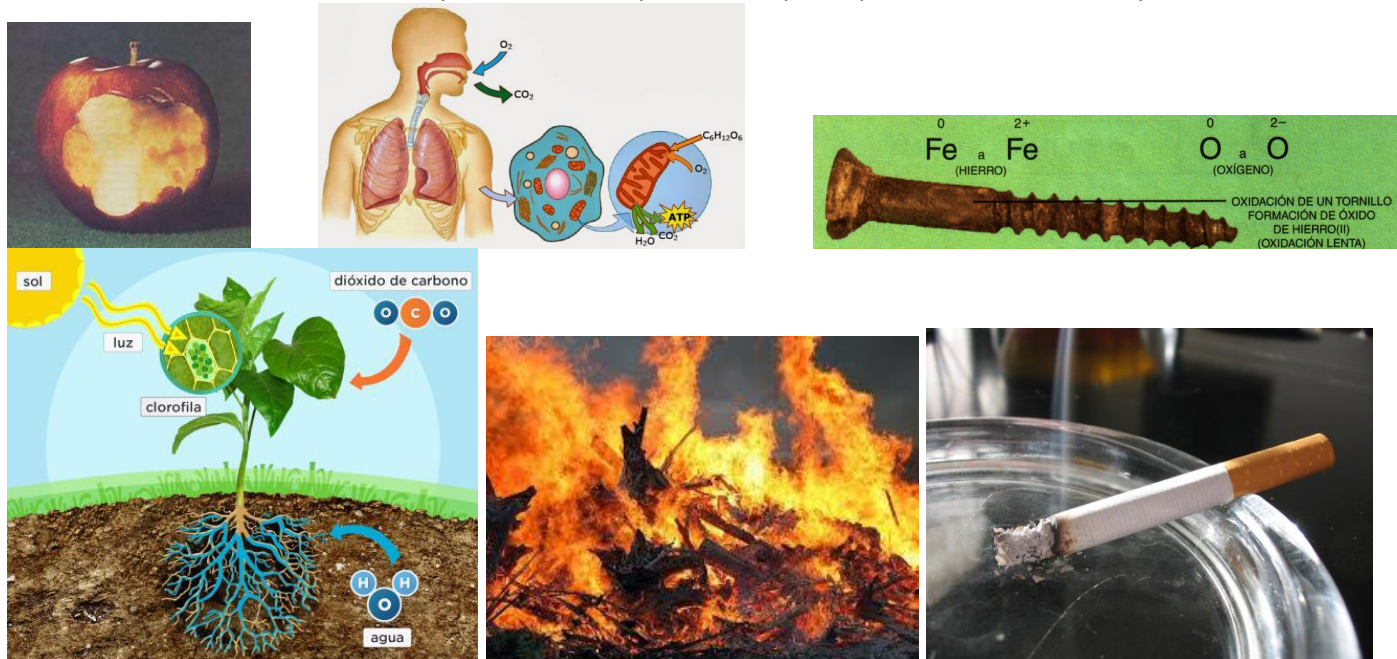 O₂
CO₂
C₆H₁₂O₆
O₂
ATP
CO₂
H₂O
0 2+
Fe a Fe
(HIERRO)
0 2–
O a O
(OXÍGENO)
OXIDACIÓN DE UN TORNILLO
FORMACIÓN DE ÓXIDO
DE HIERRO(II)
(OXIDACIÓN LENTA)
sol
dióxido de carbono
O C O
luz
clorofila
H H
O
agua